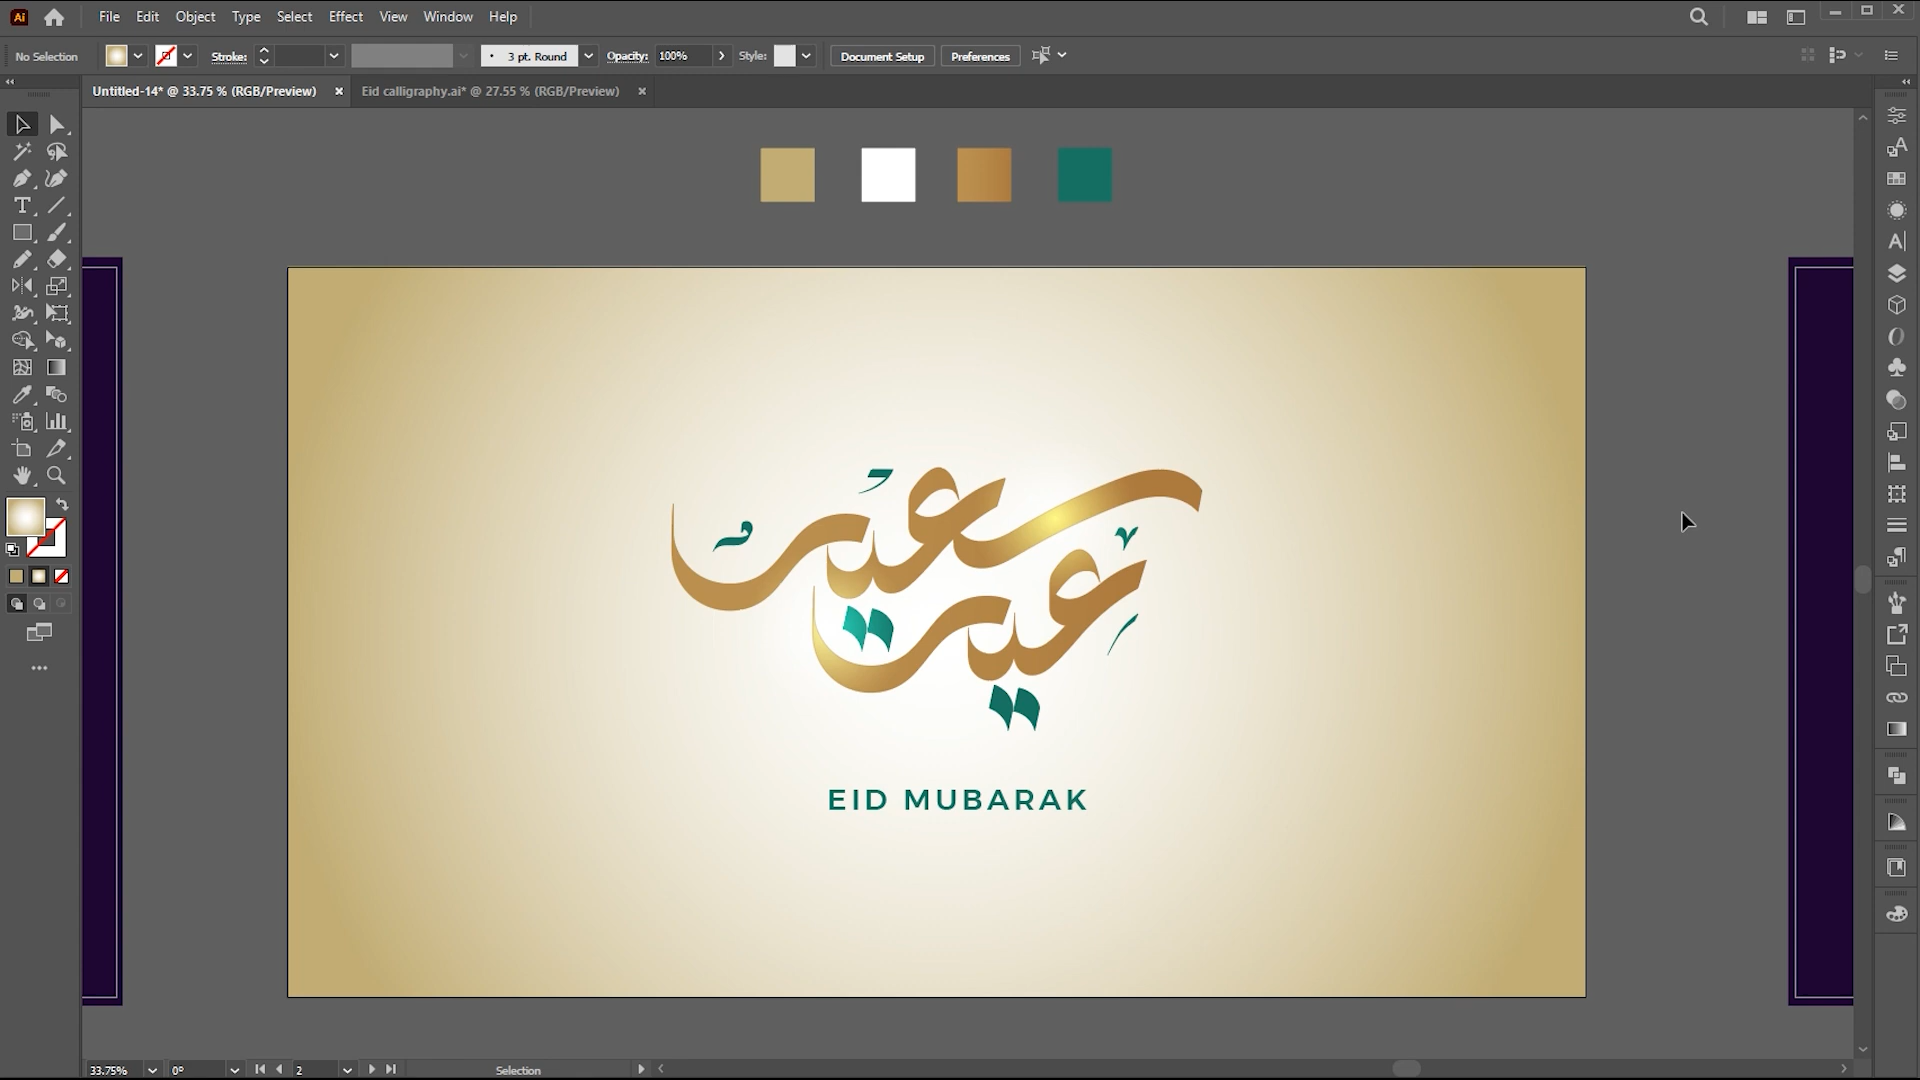 File Edit Object Type Select Effect View Window Help
No Selection Stroke: 3 pt. Round Opacity: 100% Style: Document Setup Preferences
Untitled-14* @ 33.75 % (RGB/Preview) Eid calligraphy.ai* @ 27.55 % (RGB/Preview)
عيد سعيد
EID MUBARAK
33.75% 0° 2 Selection